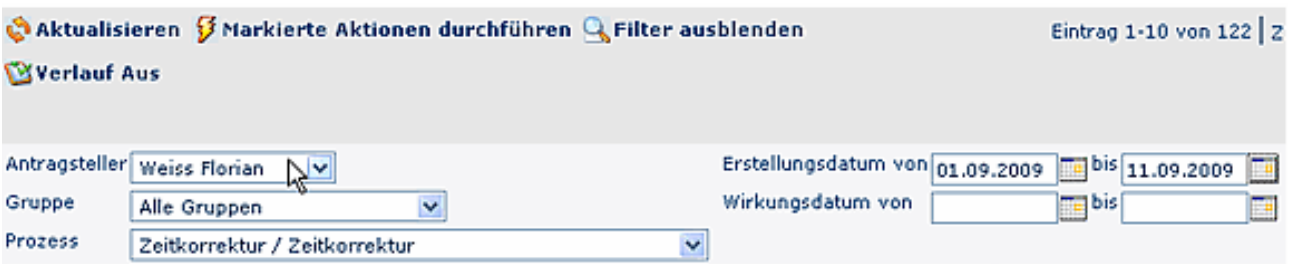 Aktualisieren Markierte Aktionen durchführen Filter ausblenden Eintrag 1-10 von 122 | Z
Verlauf Aus
Antragsteller Weiss Florian Erstellungsdatum von 01.09.2009 bis 11.09.2009
Gruppe Alle Gruppen Wirkungsdatum von bis
Prozess Zeitkorrektur / Zeitkorrektur